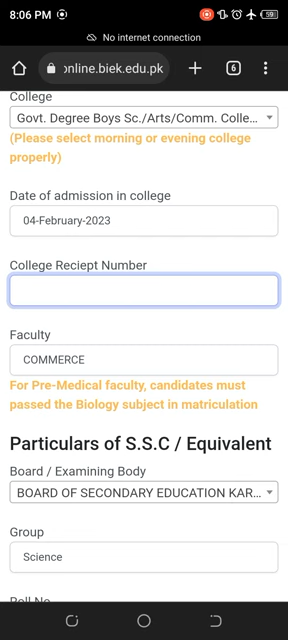 8:06 PM
59
No internet connection
online.biek.edu.pk
6
College
Govt. Degree Boys Sc./Arts/Comm. Colle...
(Please select morning or evening college
properly)
Date of admission in college
04-February-2023
College Reciept Number
Faculty
COMMERCE
For Pre-Medical faculty, candidates must
passed the Biology subject in matriculation
Particulars of S.S.C / Equivalent
Board / Examining Body
BOARD OF SECONDARY EDUCATION KAR...
Group
Science
Roll No